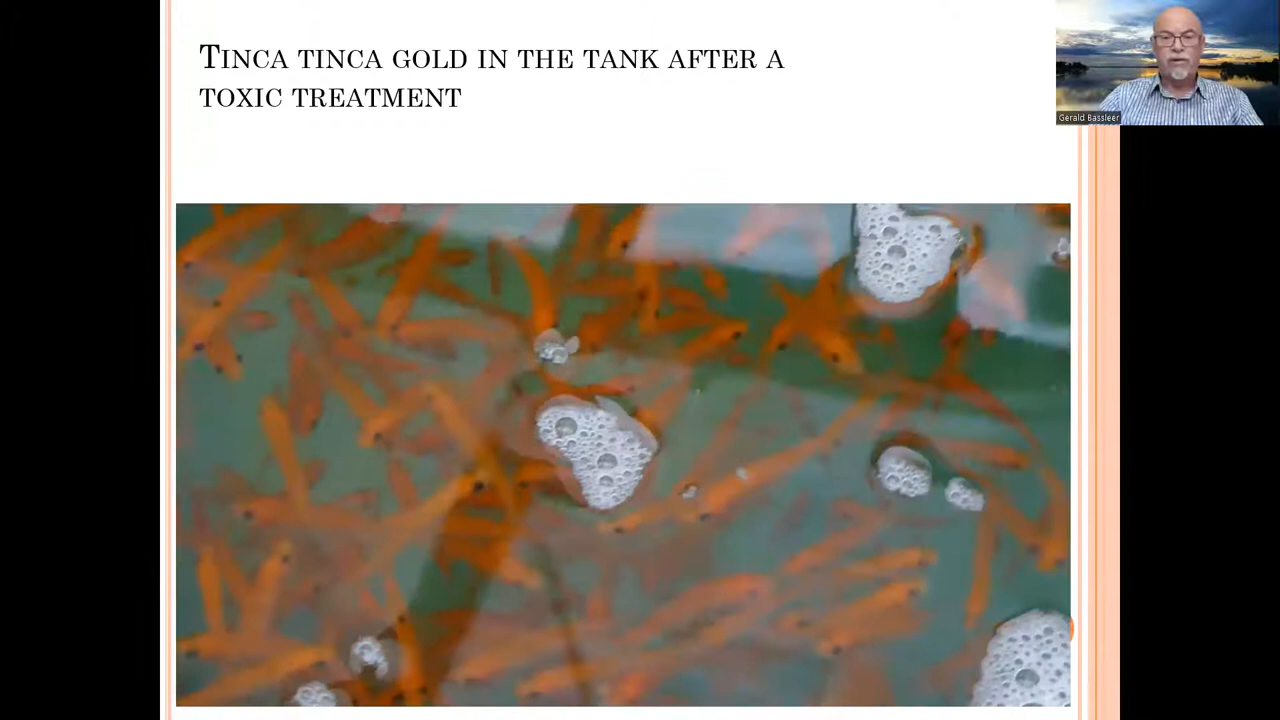 Tinca tinca gold in the tank after a
toxic treatment
Gerald Bassleer